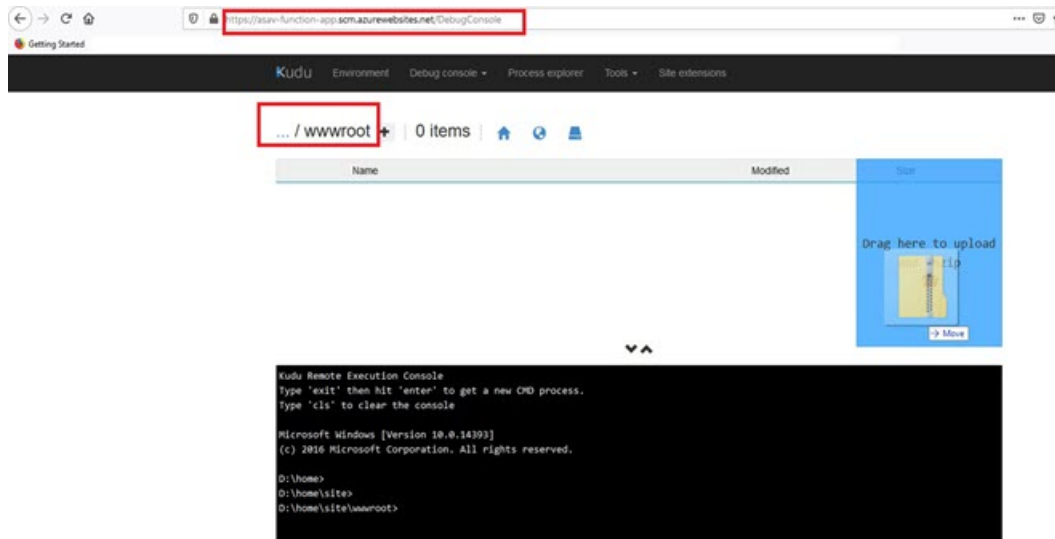 https://asav-function-app.scm.azurewebsites.net/DebugConsole
Getting Started
Kudu Environment Debug console Process explorer Tools Site extensions
... / wwwroot + | 0 items |
Name Modified Size
Drag here to upload
zip
→ Move
Kudu Remote Execution Console
Type 'exit' then hit 'enter' to get a new CMD process.
Type 'cls' to clear the console
Microsoft Windows [Version 10.0.14393]
(c) 2016 Microsoft Corporation. All rights reserved.
D:\home>
D:\home\site>
D:\home\site\wwwroot>